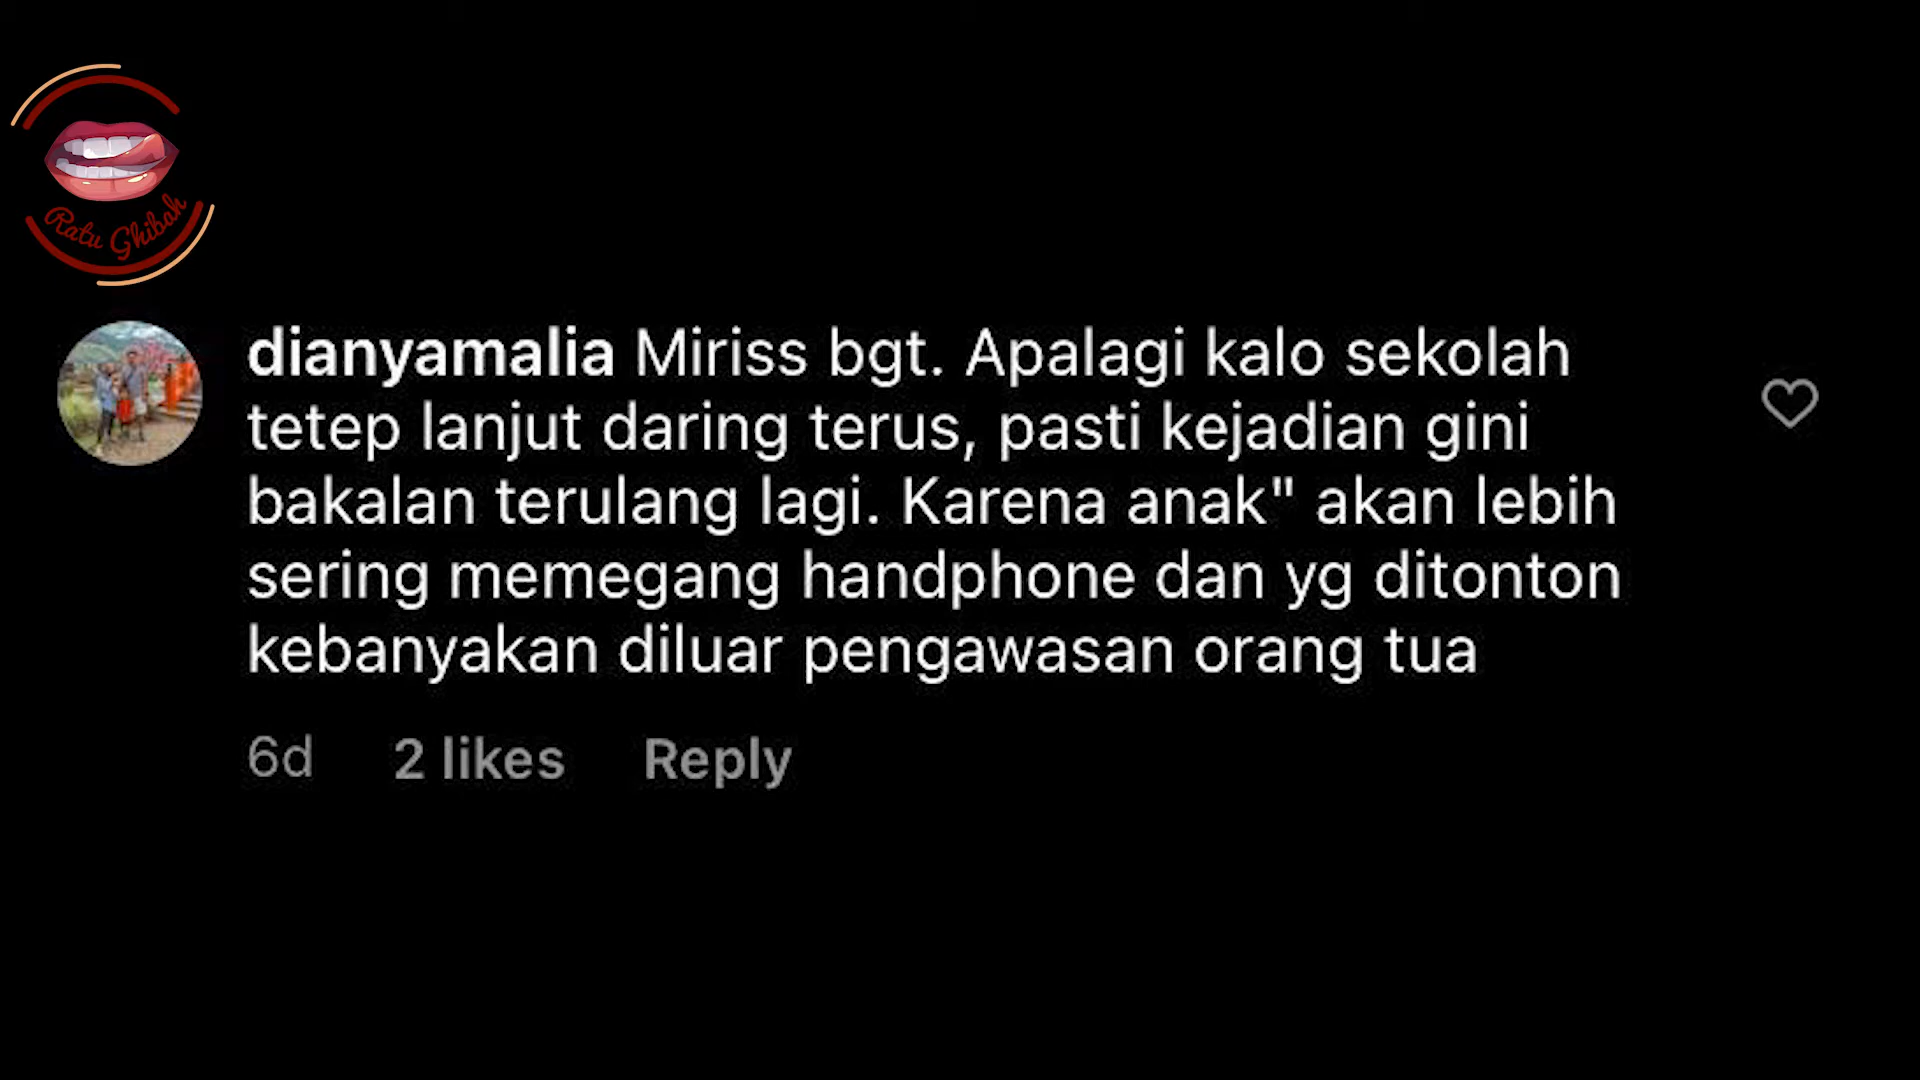 Ratu Ghibah
dianyamalia Miriss bgt. Apalagi kalo sekolah
tetep lanjut daring terus, pasti kejadian gini
bakalan terulang lagi. Karena anak" akan lebih
sering memegang handphone dan yg ditonton
kebanyakan diluar pengawasan orang tua
6d 2 likes Reply